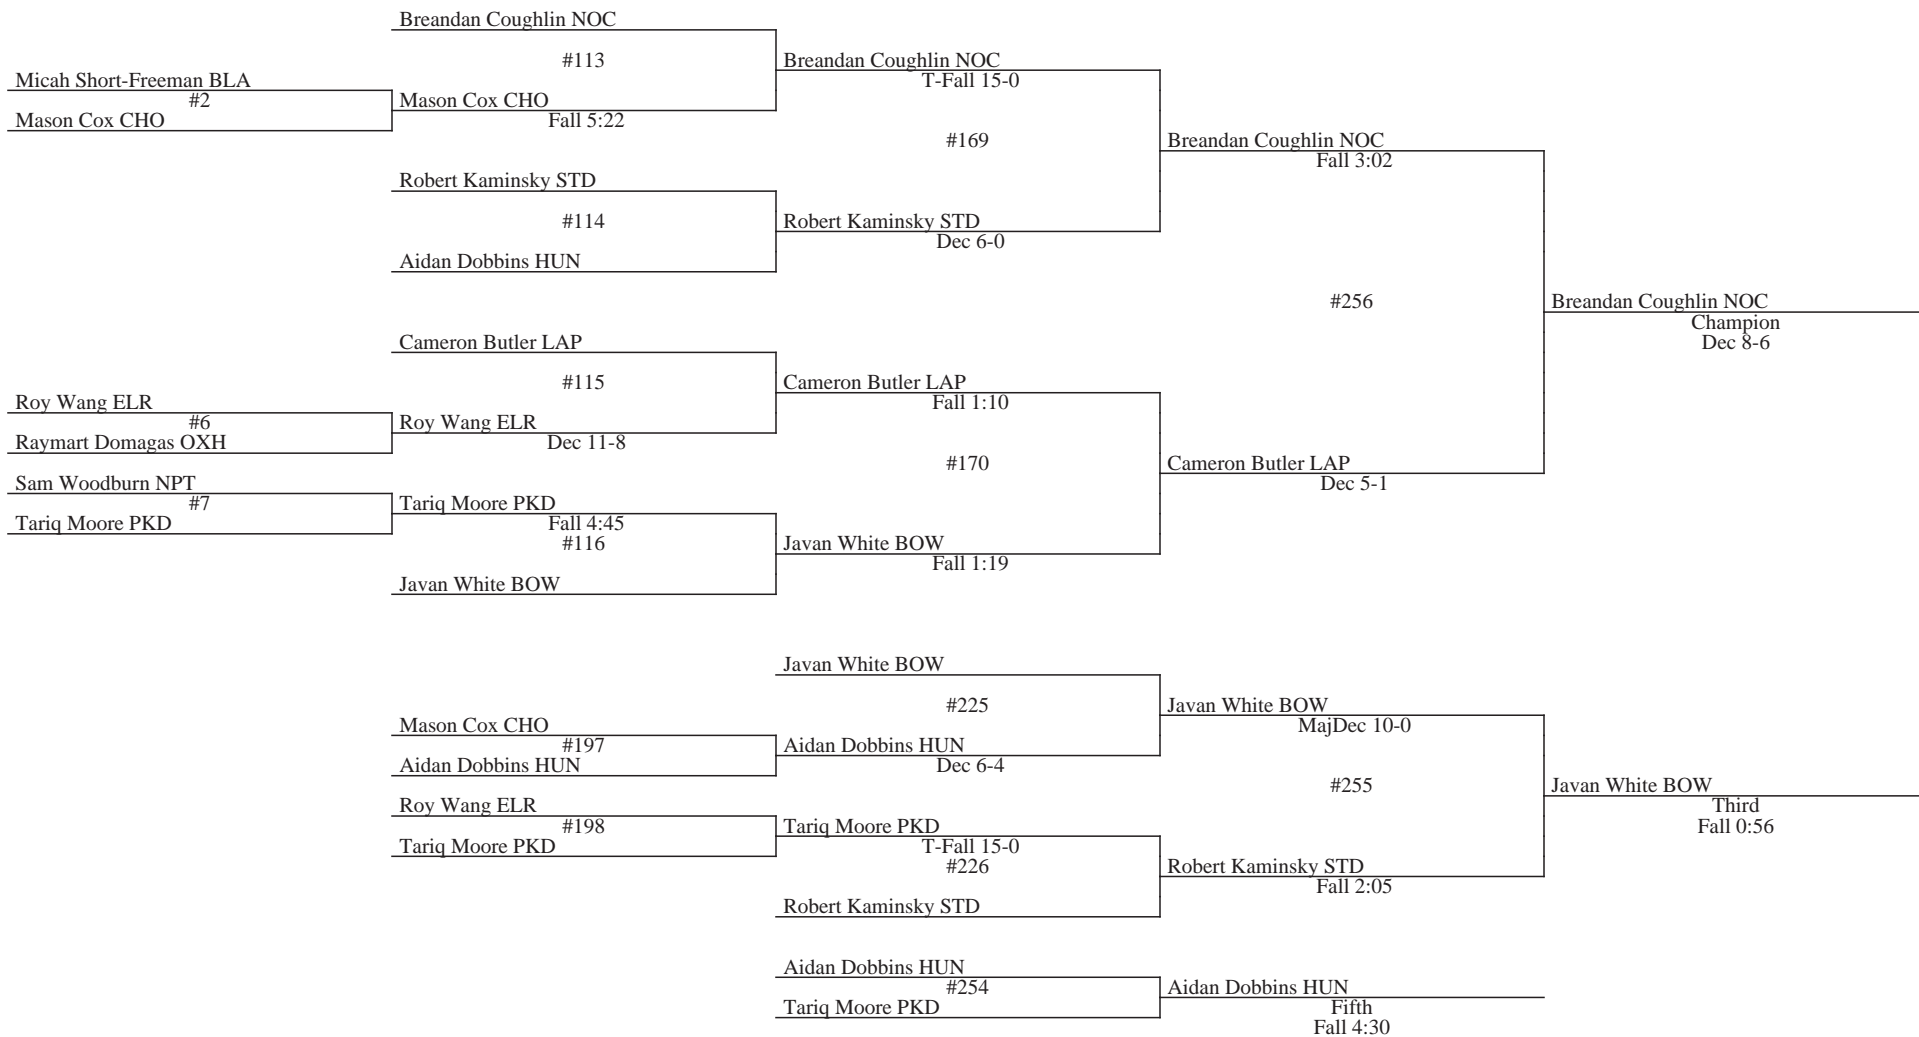 Breandan Coughlin NOC
#113
Micah Short-Freeman BLA
#2
Mason Cox CHO
Mason Cox CHO
Fall 5:22
Breandan Coughlin NOC
T-Fall 15-0
#169
Robert Kaminsky STD
#114
Aidan Dobbins HUN
Robert Kaminsky STD
Dec 6-0
Breandan Coughlin NOC
Fall 3:02
#256
Breandan Coughlin NOC
Champion
Dec 8-6
Cameron Butler LAP
#115
Roy Wang ELR
#6
Raymart Domagas OXH
Roy Wang ELR
Dec 11-8
Cameron Butler LAP
Fall 1:10
#170
Cameron Butler LAP
Dec 5-1
Sam Woodburn NPT
#7
Tariq Moore PKD
Tariq Moore PKD
Fall 4:45
#116
Javan White BOW
Javan White BOW
Fall 1:19
Javan White BOW
#225
Mason Cox CHO
#197
Aidan Dobbins HUN
Aidan Dobbins HUN
Dec 6-4
Javan White BOW
MajDec 10-0
#255
Javan White BOW
Third
Fall 0:56
Roy Wang ELR
#198
Tariq Moore PKD
Tariq Moore PKD
T-Fall 15-0
#226
Robert Kaminsky STD
Robert Kaminsky STD
Fall 2:05
Aidan Dobbins HUN
#254
Tariq Moore PKD
Aidan Dobbins HUN
Fifth
Fall 4:30